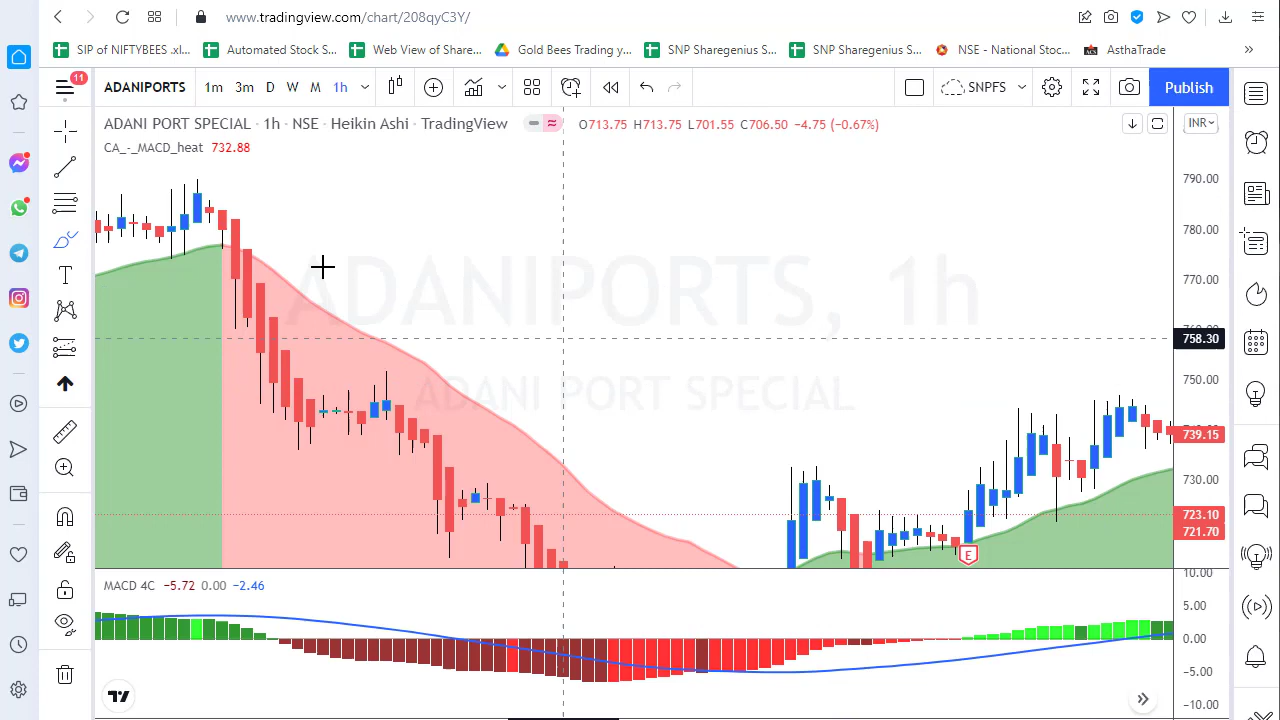 www.tradingview.com/chart/208qyC3Y/
SIP of NIFTYBEES .xl...
Automated Stock S...
Web View of Share...
Gold Bees Trading y...
SNP Sharegenius S...
SNP Sharegenius S...
NSE - National Stoc...
ACS
AsthaTrade
»
11
ADANIPORTS
1m 3m D W M 1h
SNPFS
Publish
ADANI PORT SPECIAL · 1h · NSE · Heikin Ashi · TradingView
O713.75 H713.75 L701.55 C706.50 -4.75 (-0.67%)
INR
CA_-_MACD_heat 732.88
790.00
780.00
770.00
ADANIPORTS, 1h
758.30
750.00
ADANI PORT SPECIAL
739.15
730.00
723.10
721.70
E
MACD 4C -5.72 0.00 -2.46
10.00
5.00
0.00
-5.00
-10.00